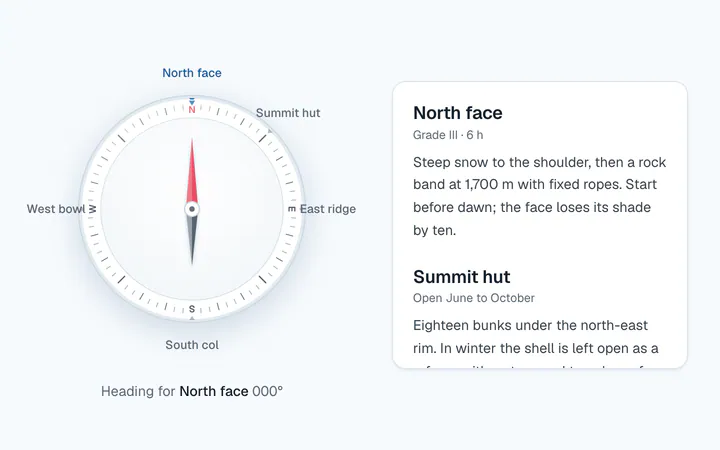 North face
N
Summit hut
West bowl W
E East ridge
S
South col
Heading for North face 000°
North face
Grade III · 6 h
Steep snow to the shoulder, then a rock
band at 1,700 m with fixed ropes. Start
before dawn; the face loses its shade
by ten.
Summit hut
Open June to October
Eighteen bunks under the north-east
rim. In winter the shell is left open as a